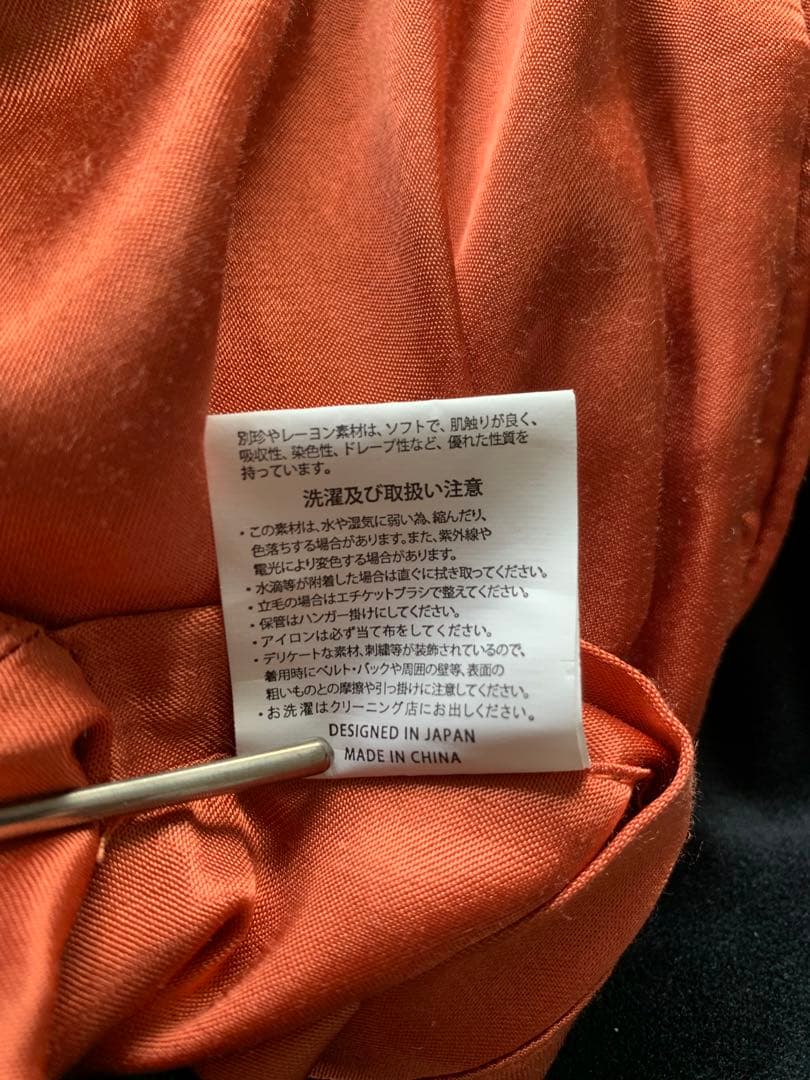 別珍やレーヨン素材は、ソフトで、肌触りが良く、
吸収性、染色性、ドレープ性など、優れた性質を
持っています。
洗濯及び取扱い注意
・この素材は、水や湿気に弱い為、縮んだり、
色落ちする場合があります。また、紫外線や
電光により変色する場合があります。
・水滴等が附着した場合は直ぐに拭き取ってください。
・立毛の場合はエチケットブラシで整えてください。
・保管はハンガー掛けにしてください。
・アイロンは必ず当て布をしてください。
・デリケートな素材、刺繍等が装飾されているので、
着用時にベルト・バックや周囲の壁等、表面の
粗いものとの摩擦や引っ掛けに注意してください。
・お洗濯はクリーニング店にお出しください。
DESIGNED IN JAPAN
MADE IN CHINA